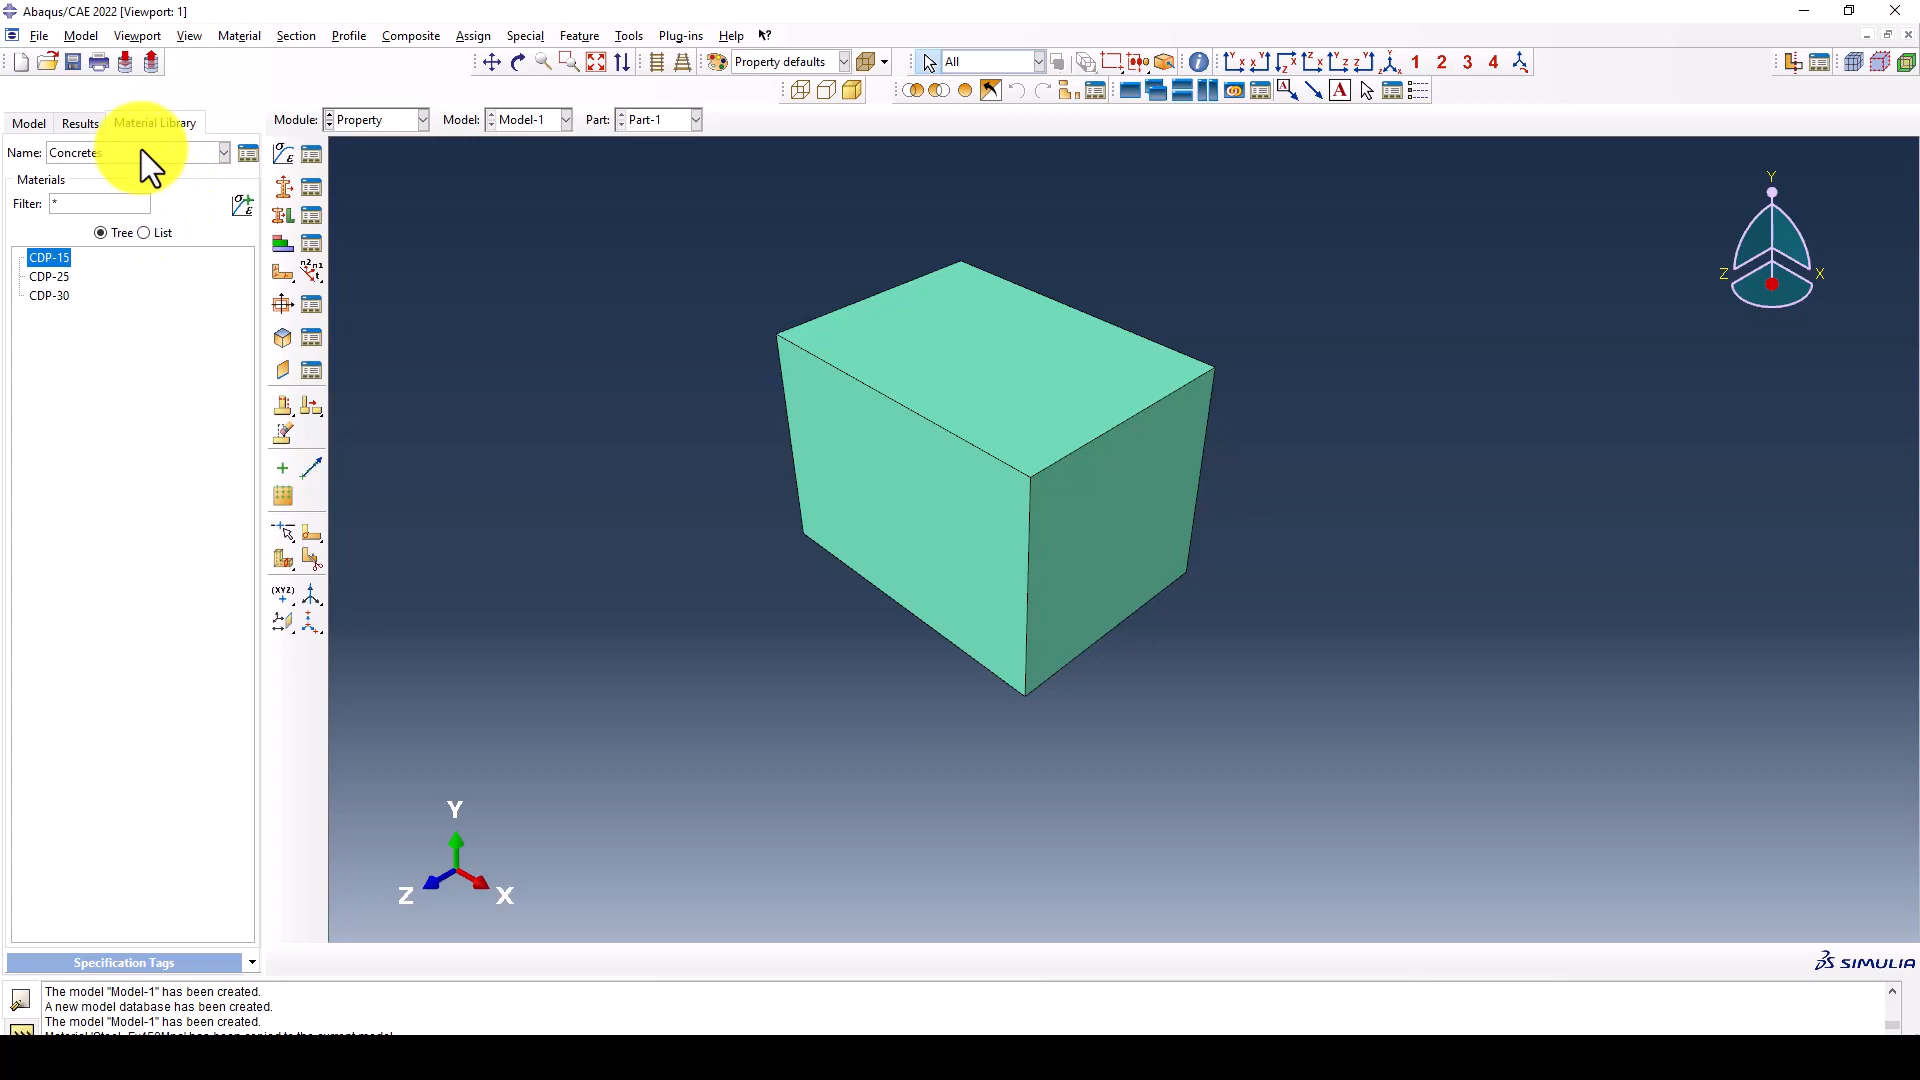 Abaqus/CAE 2022 [Viewport: 1]
File Model Viewport View Material Section Profile Composite Assign Special Feature Tools Plug-ins Help
Property defaults All 1 2 3 4
Model Results Material Library
Module: Property Model: Model-1 Part: Part-1
Name: Concretes
Materials
Filter: *
Tree List
CDP-15
CDP-25
CDP-30
(XYZ)
Y
Z X
Y
Z X
Specification Tags
SIMULIA
The model "Model-1" has been created.
A new model database has been created.
The model "Model-1" has been created.